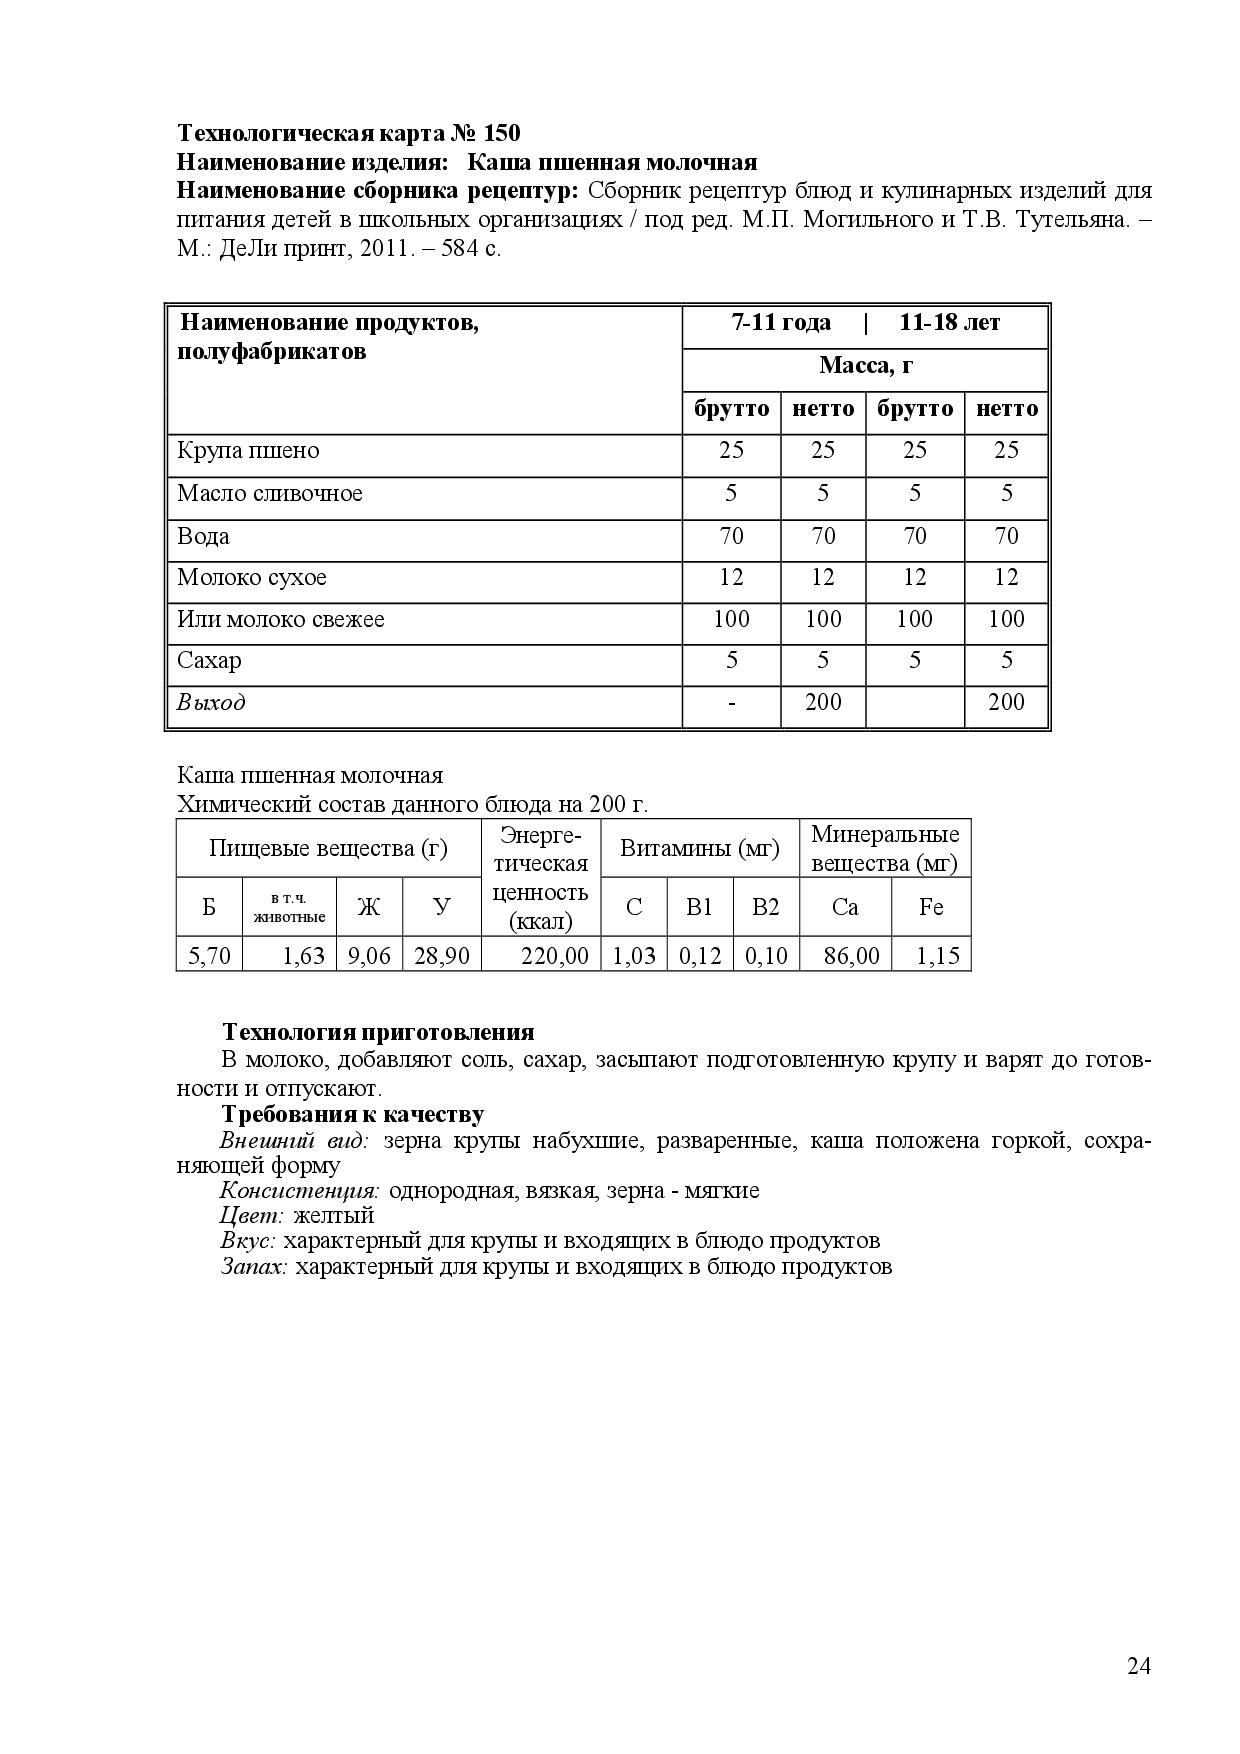 Технологическая карта № 150
Наименование изделия: Каша пшенная молочная
Наименование сборника рецептур: Сборник рецептур блюд и кулинарных изделий для
питания детей в школьных организациях / под ред. М.П. Могильного и Т.В. Тутельяна. –
М.: ДеЛи принт, 2011. – 584 с.
Наименование продуктов, 7-11 года | 11-18 лет
полуфабрикатов
Масса, г
брутто нетто брутто нетто
Крупа пшено 25 25 25 25
Масло сливочное 5 5 5 5
Вода 70 70 70 70
Молоко сухое 12 12 12 12
Или молоко свежее 100 100 100 100
Сахар 5 5 5 5
Выход - 200 200
Каша пшенная молочная
Химический состав данного блюда на 200 г.
Пищевые вещества (г)
Энерге-
тическая
ценность
(ккал)
Витамины (мг)
Минеральные
вещества (мг)
Б
в т.ч.
животные
Ж У С В1 В2 Ca Fe
5,70 1,63 9,06 28,90 220,00 1,03 0,12 0,10 86,00 1,15
Технология приготовления
В молоко, добавляют соль, сахар, засыпают подготовленную крупу и варят до готов-
ности и отпускают.
Требования к качеству
Внешний вид: зерна крупы набухшие, разваренные, каша положена горкой, сохра-
няющей форму
Консистенция: однородная, вязкая, зерна - мягкие
Цвет: желтый
Вкус: характерный для крупы и входящих в блюдо продуктов
Запах: характерный для крупы и входящих в блюдо продуктов
24